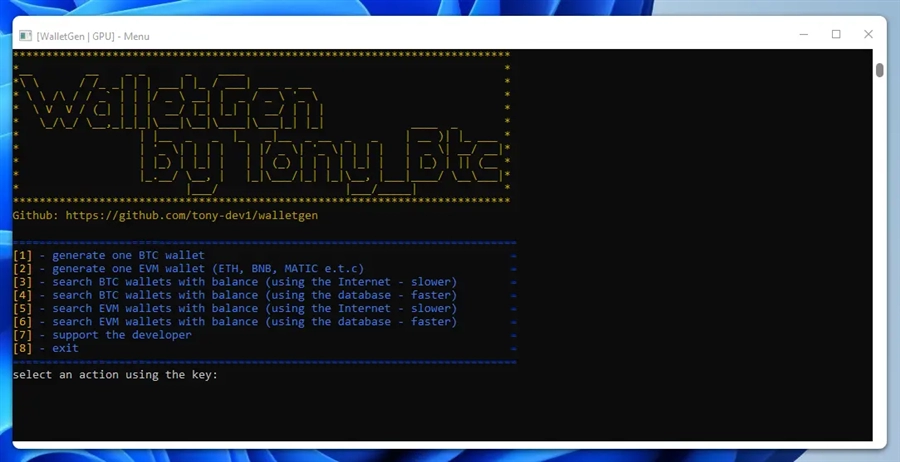 [WalletGen | GPU] - Menu
WalletGen
by Tony_Btc
Github: https://github.com/tony-dev1/walletgen
[1] - generate one BTC wallet
[2] - generate one EVM wallet (ETH, BNB, MATIC e.t.c)
[3] - search BTC wallets with balance (using the Internet - slower)
[4] - search BTC wallets with balance (using the database - faster)
[5] - search EVM wallets with balance (using the Internet - slower)
[6] - search EVM wallets with balance (using the database - faster)
[7] - support the developer
[8] - exit
select an action using the key: